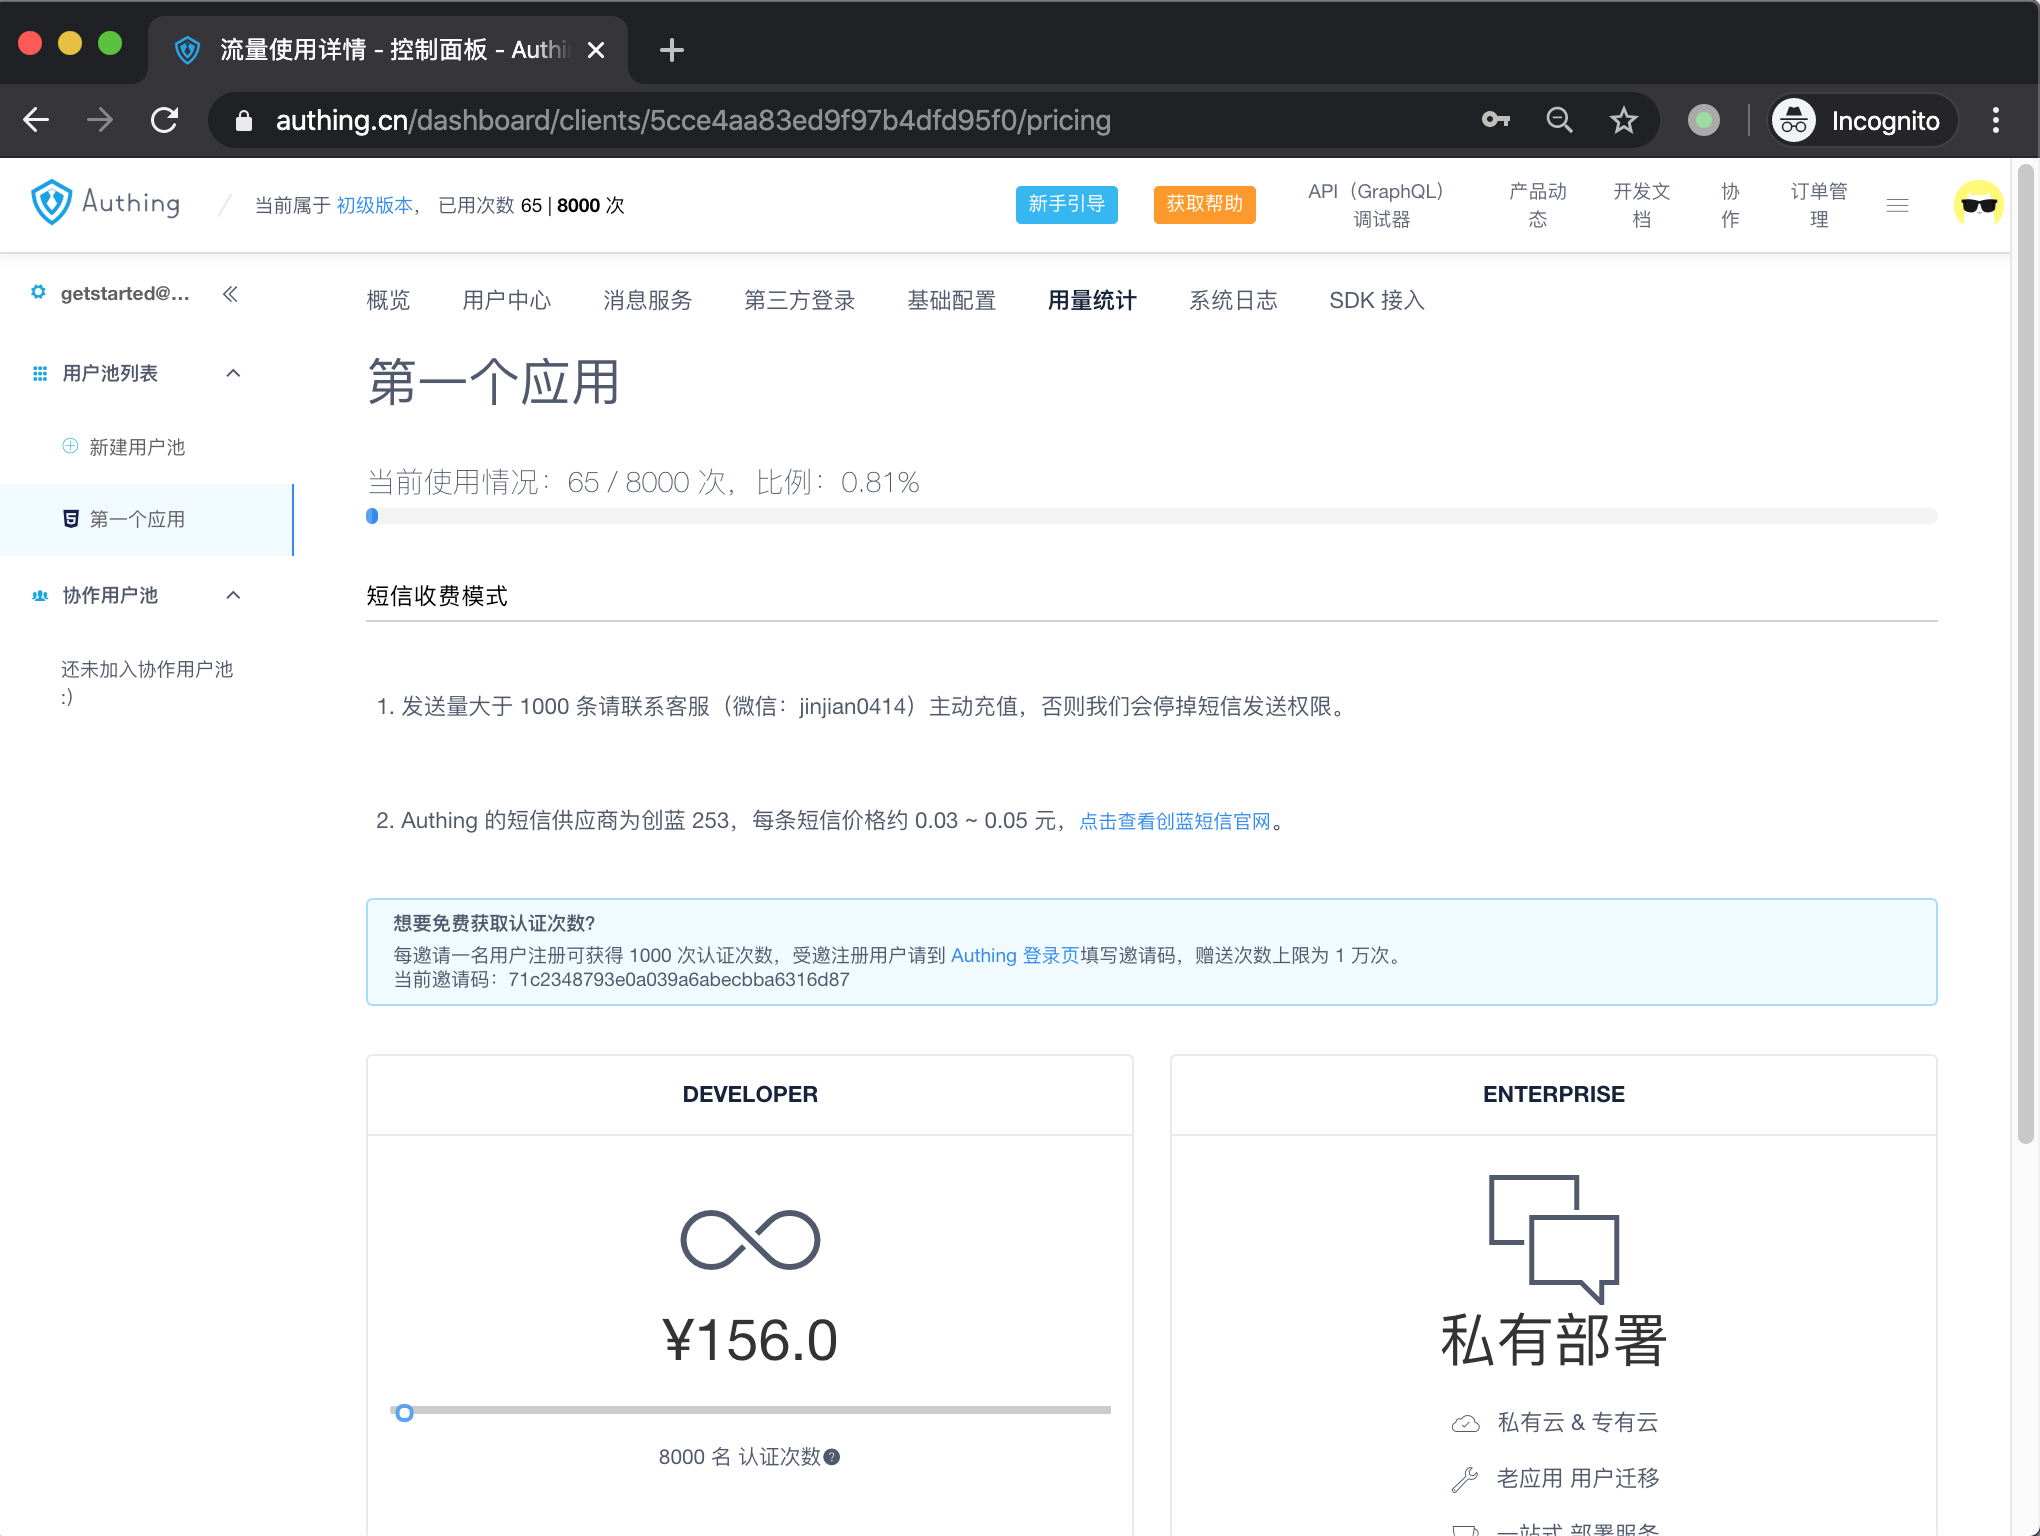 流量使用详情 - 控制面板 - Authi
authing.cn/dashboard/clients/5cce4aa83ed9f97b4dfd95f0/pricing
Incognito
Authing
/ 当前属于 初级版本， 已用次数 65 | 8000 次
新手引导
获取帮助
API（GraphQL）
调试器
产品动
态
开发文
档
协
作
订单管
理
getstarted@...
用户池列表
新建用户池
第一个应用
协作用户池
还未加入协作用户池
:)
概览 用户中心 消息服务 第三方登录 基础配置 用量统计 系统日志 SDK 接入
第一个应用
当前使用情况：65 / 8000 次，比例：0.81%
短信收费模式
1. 发送量大于 1000 条请联系客服（微信：jinjian0414）主动充值，否则我们会停掉短信发送权限。
2. Authing 的短信供应商为创蓝 253，每条短信价格约 0.03 ~ 0.05 元，点击查看创蓝短信官网。
想要免费获取认证次数?
每邀请一名用户注册可获得 1000 次认证次数，受邀注册用户请到 Authing 登录页填写邀请码，赠送次数上限为 1 万次。
当前邀请码：71c2348793e0a039a6abecbba6316d87
DEVELOPER
¥156.0
8000 名 认证次数?
ENTERPRISE
私有部署
私有云 & 专有云
老应用 用户迁移
一站式 部署服务